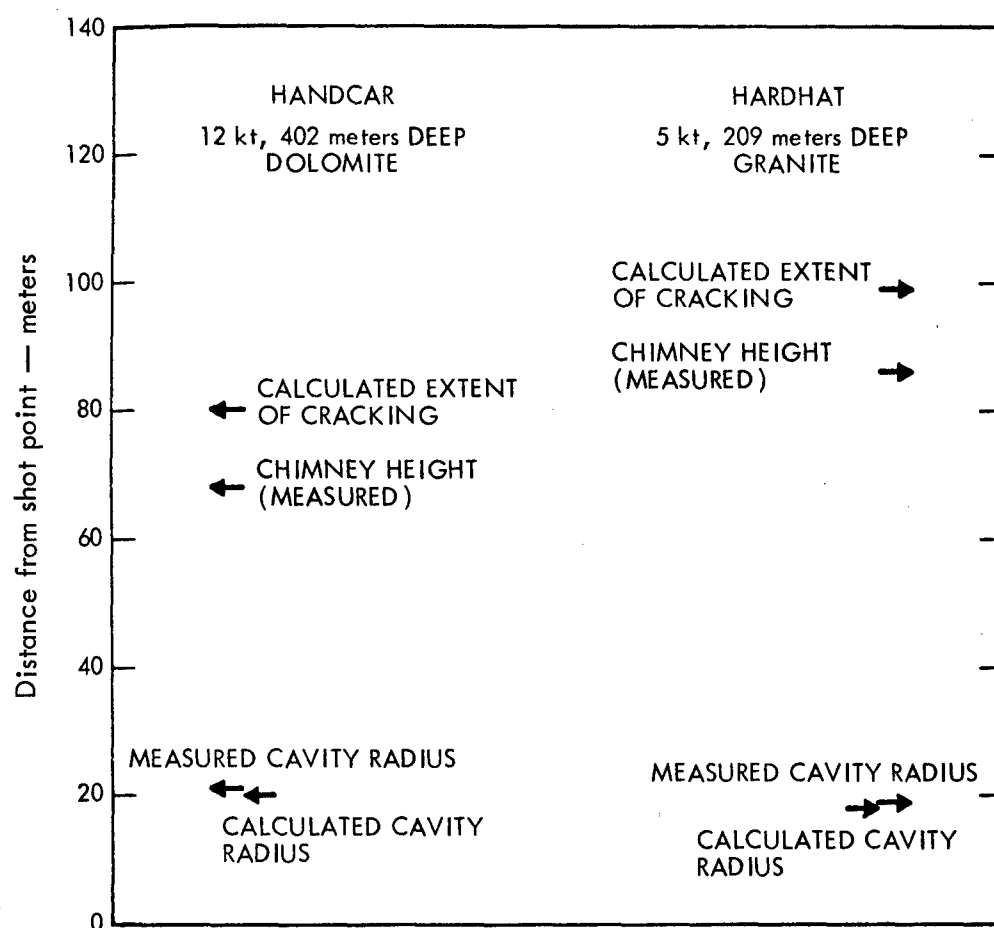 140
120
100
80
60
40
20
0
Distance from shot point — meters
HANDCAR
12 kt, 402 meters DEEP
DOLOMITE
CALCULATED EXTENT
OF CRACKING
CHIMNEY HEIGHT
(MEASURED)
MEASURED CAVITY RADIUS
CALCULATED CAVITY
RADIUS
HARDHAT
5 kt, 209 meters DEEP
GRANITE
CALCULATED EXTENT
OF CRACKING
CHIMNEY HEIGHT
(MEASURED)
MEASURED CAVITY RADIUS
CALCULATED CAVITY
RADIUS